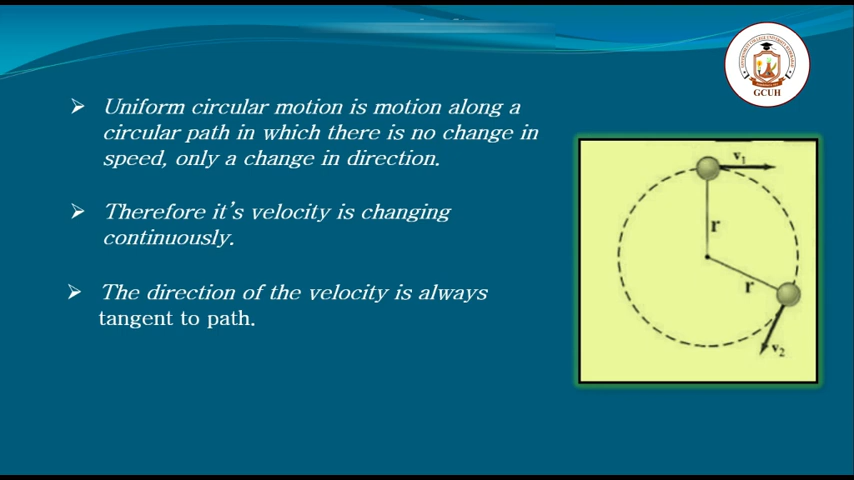 ➢ Uniform circular motion is motion along a
circular path in which there is no change in
speed, only a change in direction.
➢ Therefore it's velocity is changing
continuously.
➢ The direction of the velocity is always
tangent to path.
GCUH
v₁
r
r
v₂